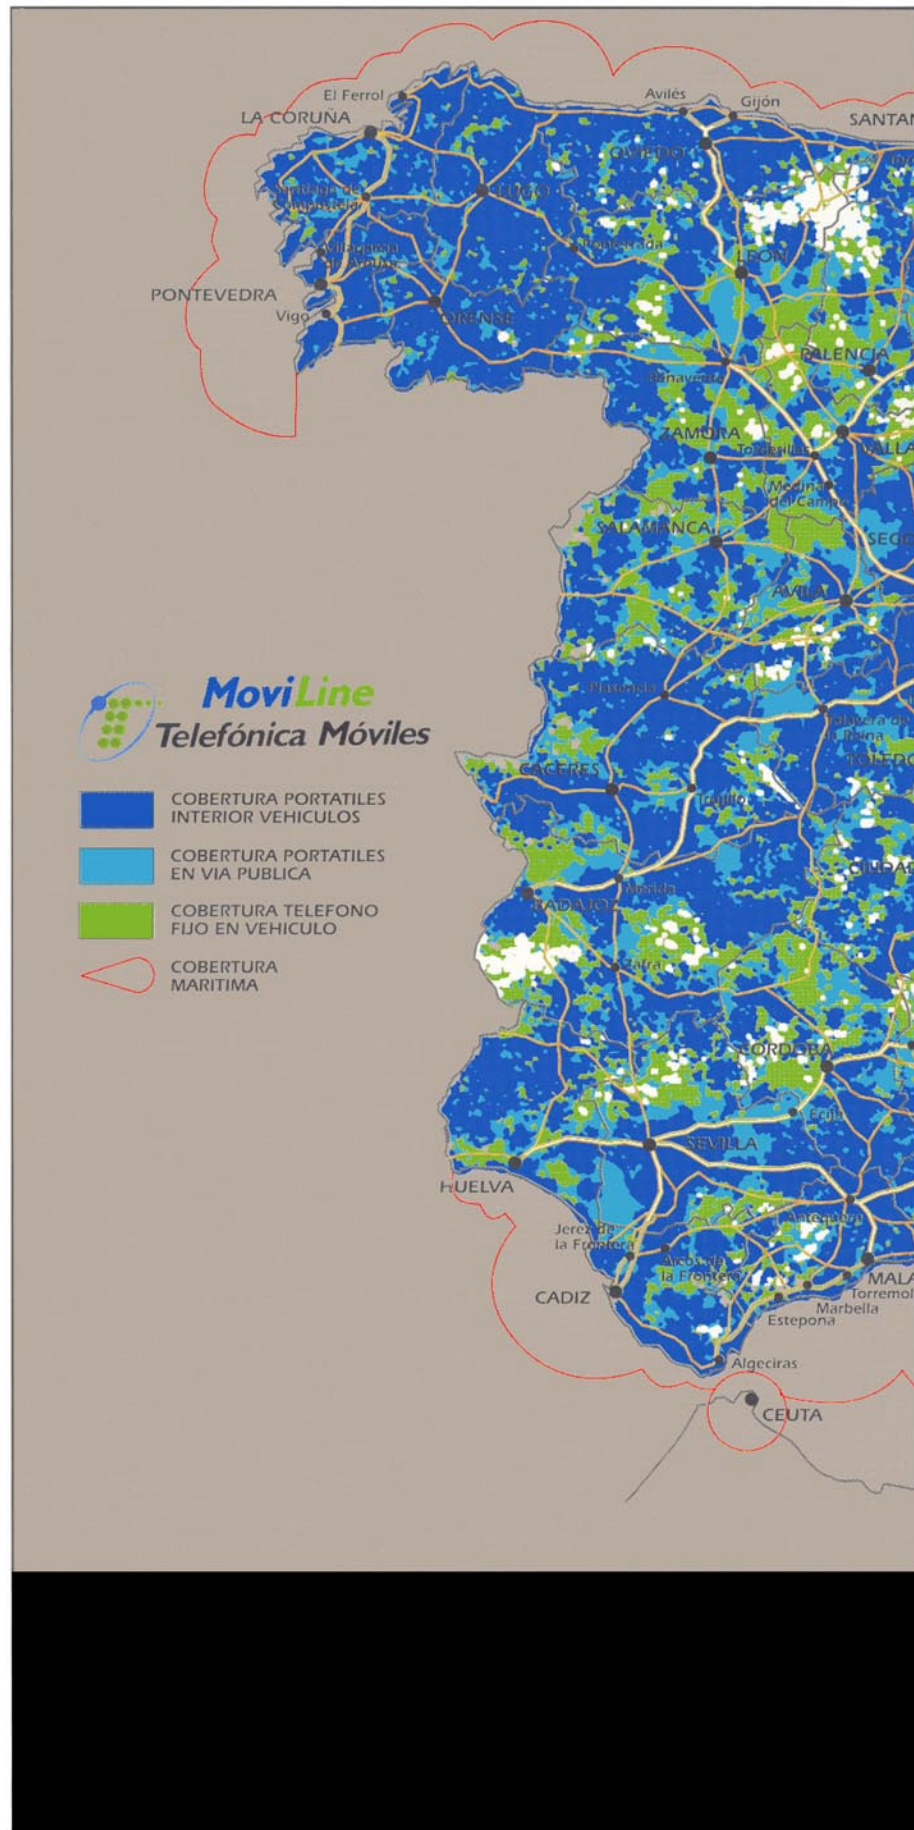 El Ferrol
Avilés
Gijón
LA CORUÑA
SANTAN
OVIEDO
Santiago de
Compostela
LUGO
Ponferrada
Villagarcía
de Arousa
LEON
PONTEVEDRA
Vigo
ORENSE
PALENCIA
Benavente
ZAMORA
Tordesillas
VALLA
Medina
del Campo
SALAMANCA
SEGO
AVILA
Plasencia
Talavera de
la Reina
TOLEDO
CACERES
Trujillo
CIUDAD
Mérida
BADAJOZ
Zafra
CORDOBA
Ecija
SEVILLA
HUELVA
Antequera
Jerez de
la Frontera
Arcos de
la Frontera
CADIZ
MALA
Torremol
Marbella
Estepona
Algeciras
CEUTA
MoviLine
Telefónica Móviles
COBERTURA PORTATILES
INTERIOR VEHICULOS
COBERTURA PORTATILES
EN VIA PUBLICA
COBERTURA TELEFONO
FIJO EN VEHICULO
COBERTURA
MARITIMA